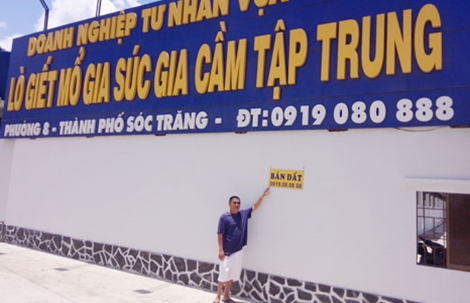 DOANH NGHIỆP TƯ NHÂN VỌNG
LÒ GIẾT MỔ GIA SÚC GIA CẦM TẬP TRUNG
PHƯỜNG 8 - THÀNH PHỐ SÓC TRĂNG - ĐT: 0919 080 888
BÁN ĐẤT